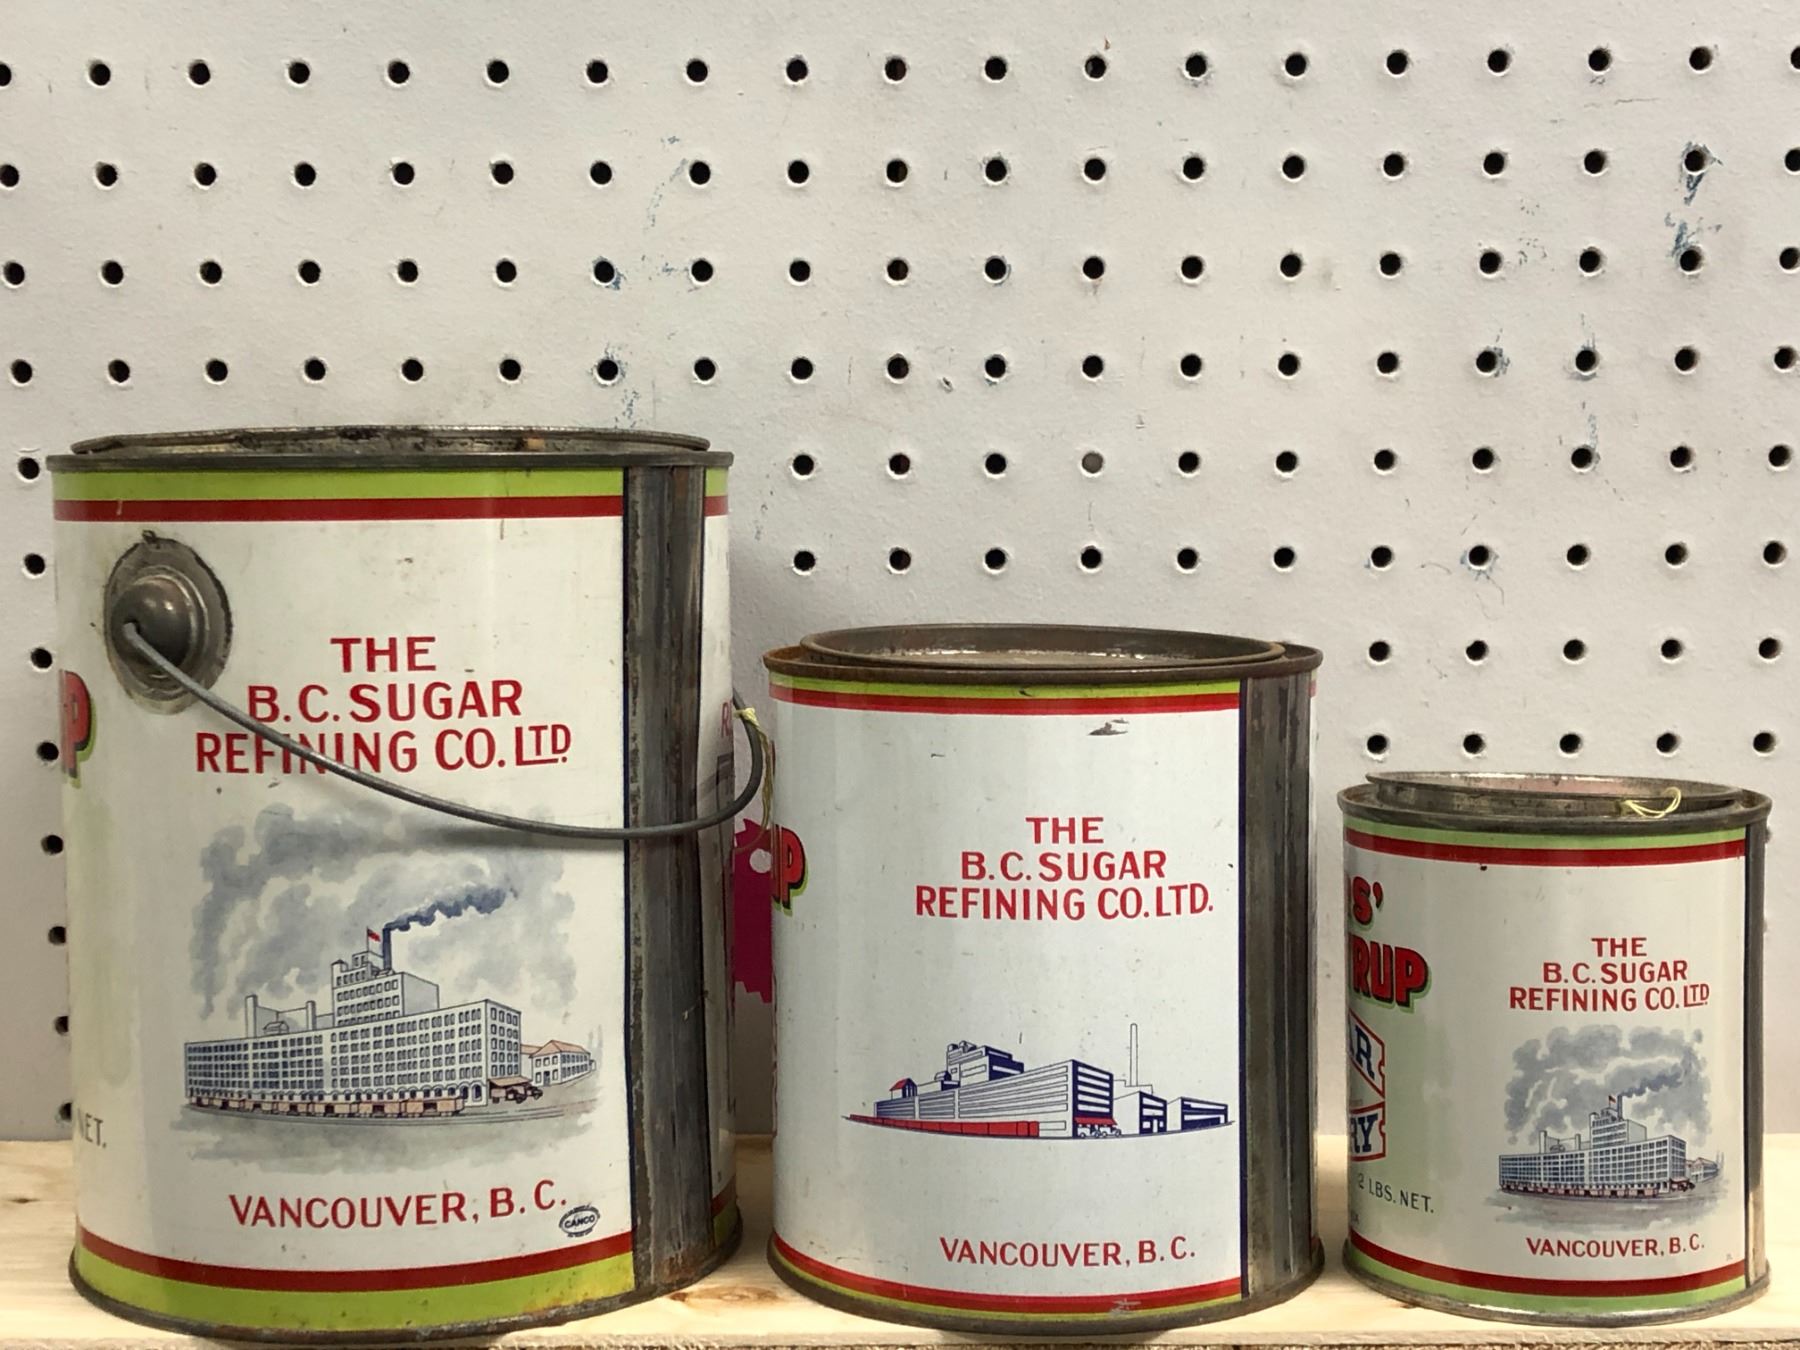 THE
B.C. SUGAR
REFINING CO. LTD.
VANCOUVER, B.C.
CANCO
NET.
THE
B.C. SUGAR
REFINING CO. LTD.
VANCOUVER, B.C.
THE
B.C. SUGAR
REFINING CO. LTD
VANCOUVER, B.C.
2 LBS. NET.